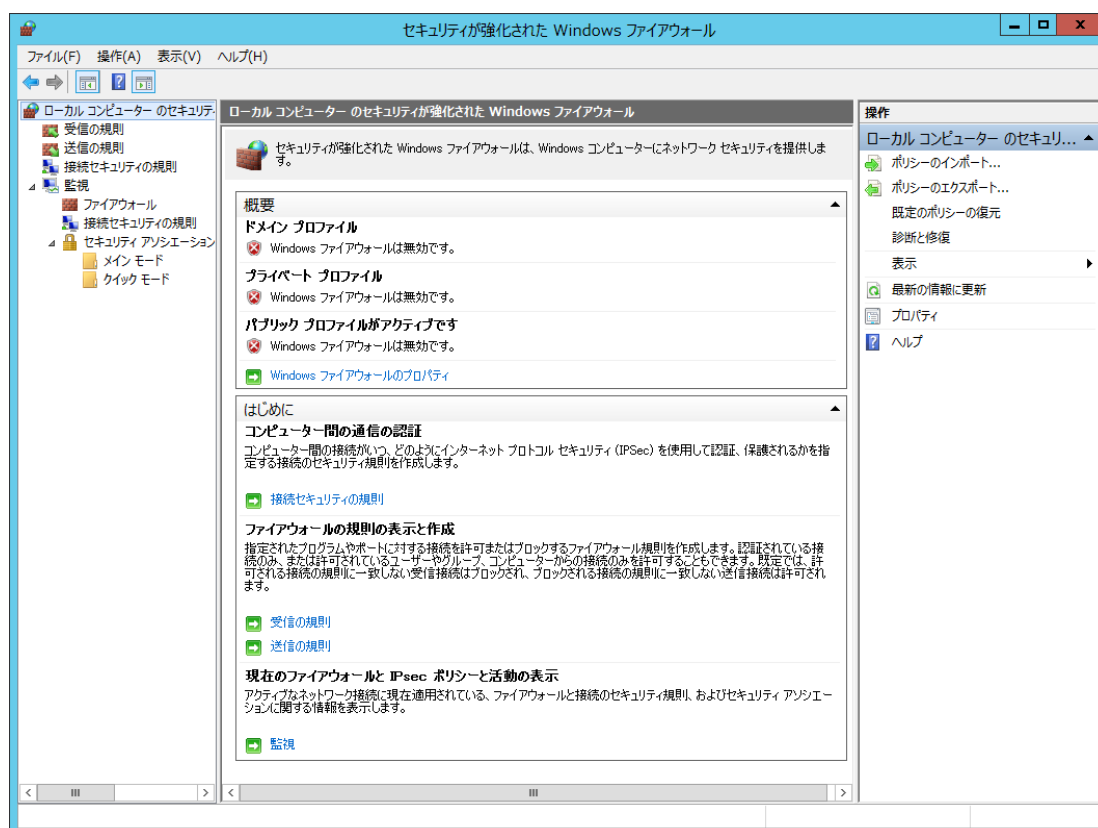 セキュリティが強化された Windows ファイアウォール
ファイル(F) 操作(A) 表示(V) ヘルプ(H)
ローカル コンピューター のセキュリテ
受信の規則
送信の規則
接続セキュリティの規則
監視
ファイアウォール
接続セキュリティの規則
セキュリティ アソシエーション
メイン モード
クイック モード
ローカル コンピューター のセキュリティが強化された Windows ファイアウォール
セキュリティが強化された Windows ファイアウォールは、Windows コンピューターにネットワーク セキュリティを提供しま
す。
概要
ドメイン プロファイル
Windows ファイアウォールは無効です。
プライベート プロファイル
Windows ファイアウォールは無効です。
パブリック プロファイルがアクティブです
Windows ファイアウォールは無効です。
Windows ファイアウォールのプロパティ
はじめに
コンピューター間の通信の認証
コンピューター間の接続がいつ、どのようにインターネット プロトコル セキュリティ (IPSec) を使用して認証、保護されるかを指
定する接続のセキュリティ規則を作成します。
接続セキュリティの規則
ファイアウォールの規則の表示と作成
指定されたプログラムやポートに対する接続を許可またはブロックするファイアウォール規則を作成します。認証されている接
続のみ、または許可されているユーザーやグループ、コンピューターからの接続のみを許可することもできます。既定では、許
可される接続の規則に一致しない受信接続はブロックされ、ブロックされる接続の規則に一致しない送信接続は許可され
ます。
受信の規則
送信の規則
現在のファイアウォールと IPsec ポリシーと活動の表示
アクティブなネットワーク接続に現在適用されている、ファイアウォールと接続のセキュリティ規則、およびセキュリティ アソシエー
ションに関する情報を表示します。
監視
操作
ローカル コンピューター のセキュリ...
ポリシーのインポート...
ポリシーのエクスポート...
既定のポリシーの復元
診断と修復
表示
最新の情報に更新
プロパティ
ヘルプ